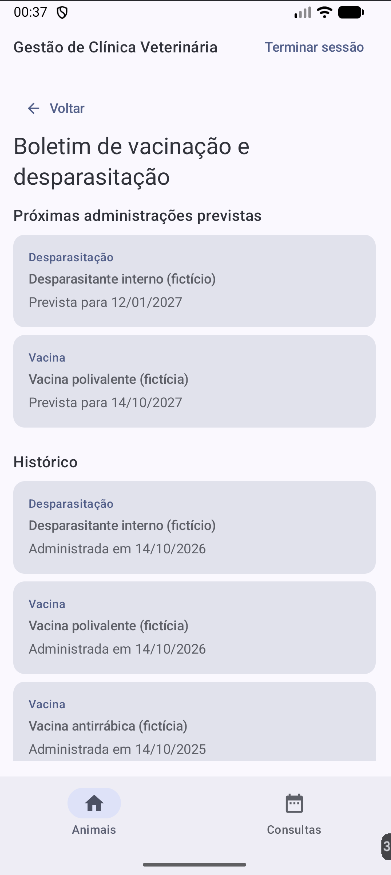 00:37
Gestão de Clínica Veterinária
Terminar sessão
Voltar
Boletim de vacinação e
desparasitação
Próximas administrações previstas
Desparasitação
Desparasitante interno (fictício)
Prevista para 12/01/2027
Vacina
Vacina polivalente (fictícia)
Prevista para 14/10/2027
Histórico
Desparasitação
Desparasitante interno (fictício)
Administrada em 14/10/2026
Vacina
Vacina polivalente (fictícia)
Administrada em 14/10/2026
Vacina
Vacina antirrábica (fictícia)
Administrada em 14/10/2025
Animais
Consultas
3